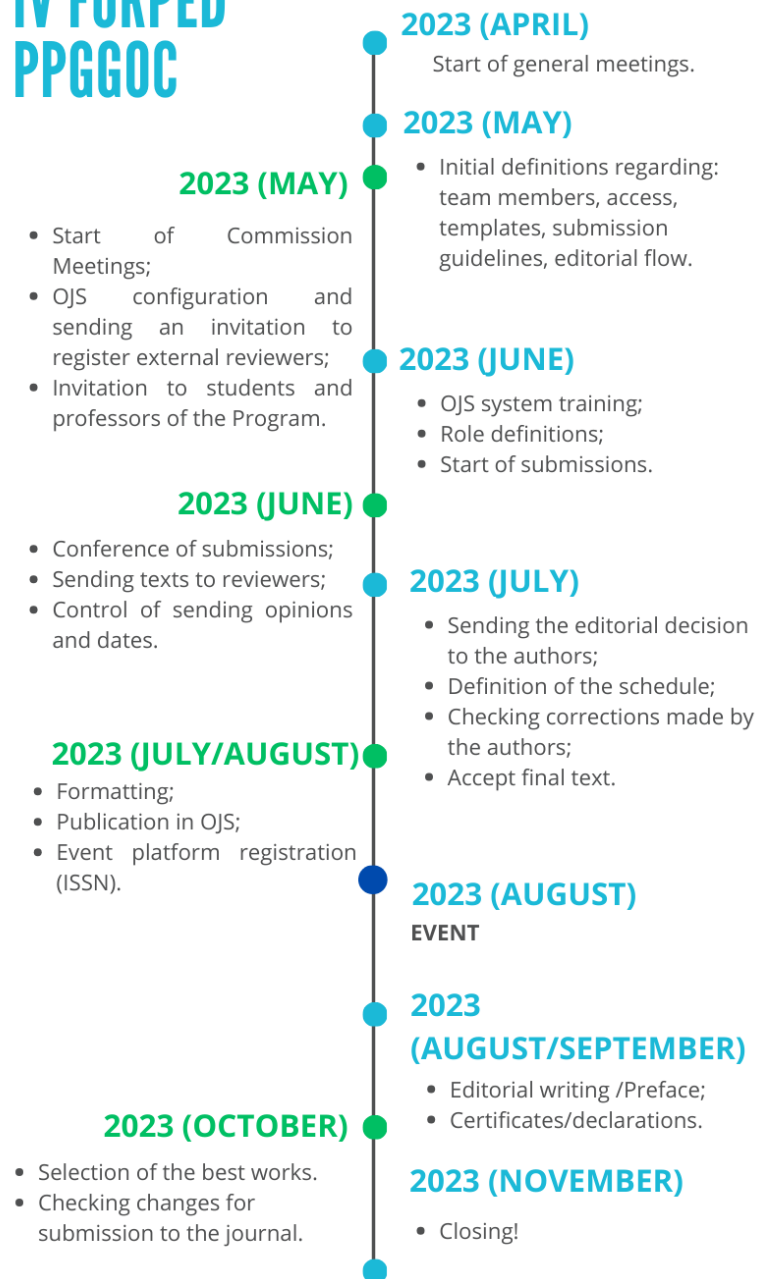 IV FORPED
PPGGOC
2023 (APRIL)
Start of general meetings.
2023 (MAY)
• Initial definitions regarding:
team members, access,
templates, submission
guidelines, editorial flow.
2023 (MAY)
• Start of Commission
Meetings;
• OJS configuration and
sending an invitation to
register external reviewers;
• Invitation to students and
professors of the Program.
2023 (JUNE)
• OJS system training;
• Role definitions;
• Start of submissions.
2023 (JUNE)
• Conference of submissions;
• Sending texts to reviewers;
• Control of sending opinions
and dates.
2023 (JULY)
• Sending the editorial decision
to the authors;
• Definition of the schedule;
• Checking corrections made by
the authors;
• Accept final text.
2023 (JULY/AUGUST)
• Formatting;
• Publication in OJS;
• Event platform registration
(ISSN).
2023 (AUGUST)
EVENT
2023
(AUGUST/SEPTEMBER)
• Editorial writing /Preface;
• Certificates/declarations.
2023 (OCTOBER)
• Selection of the best works.
• Checking changes for
submission to the journal.
2023 (NOVEMBER)
• Closing!